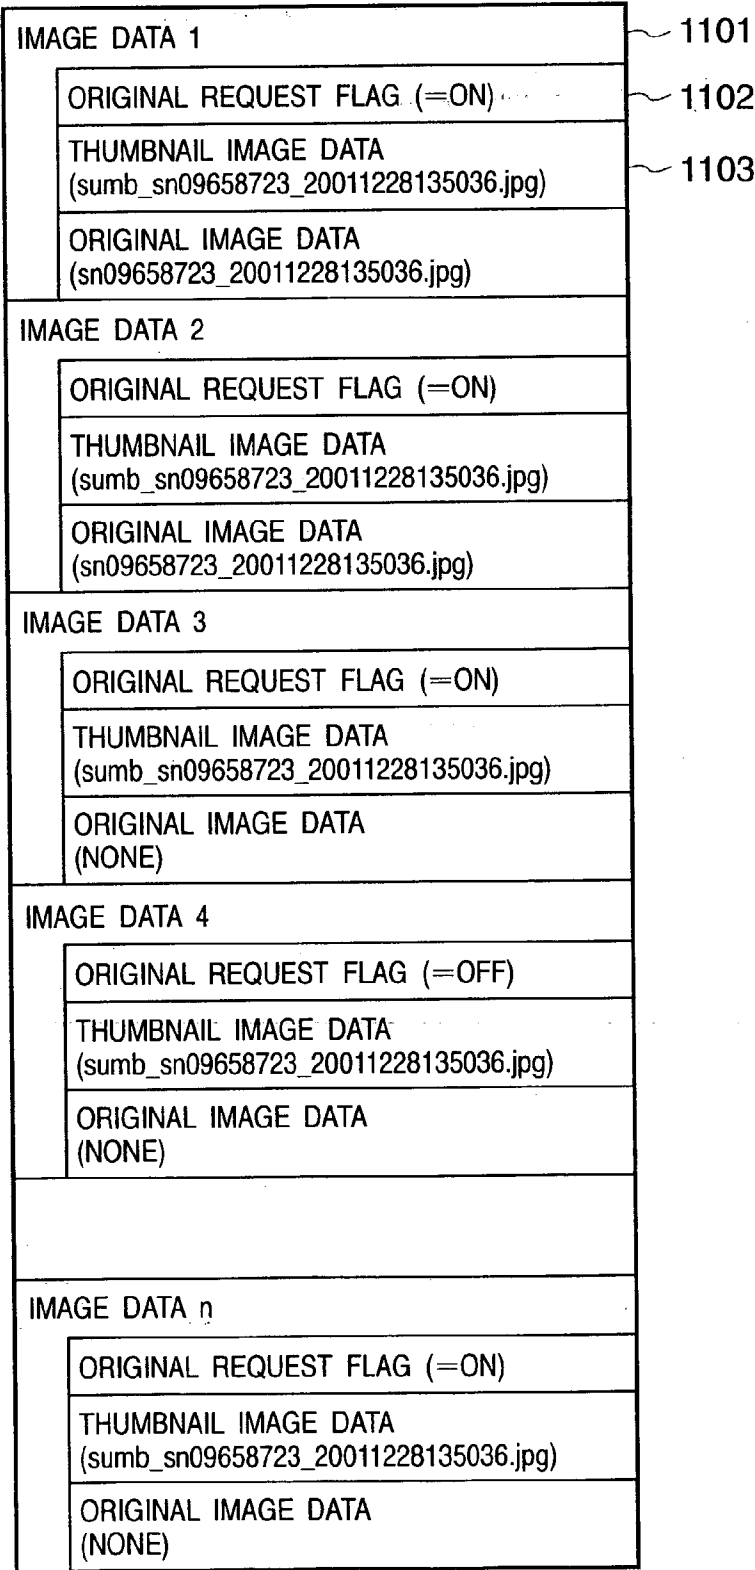 IMAGE DATA 1
1101
ORIGINAL REQUEST FLAG (=ON)
1102
THUMBNAIL IMAGE DATA
(sumb_sn09658723_20011228135036.jpg)
1103
ORIGINAL IMAGE DATA
(sn09658723_20011228135036.jpg)
IMAGE DATA 2
ORIGINAL REQUEST FLAG (=ON)
THUMBNAIL IMAGE DATA
(sumb_sn09658723_20011228135036.jpg)
ORIGINAL IMAGE DATA
(sn09658723_20011228135036.jpg)
IMAGE DATA 3
ORIGINAL REQUEST FLAG (=ON)
THUMBNAIL IMAGE DATA
(sumb_sn09658723_20011228135036.jpg)
ORIGINAL IMAGE DATA
(NONE)
IMAGE DATA 4
ORIGINAL REQUEST FLAG (=OFF)
THUMBNAIL IMAGE DATA
(sumb_sn09658723_20011228135036.jpg)
ORIGINAL IMAGE DATA
(NONE)
IMAGE DATA n
ORIGINAL REQUEST FLAG (=ON)
THUMBNAIL IMAGE DATA
(sumb_sn09658723_20011228135036.jpg)
ORIGINAL IMAGE DATA
(NONE)